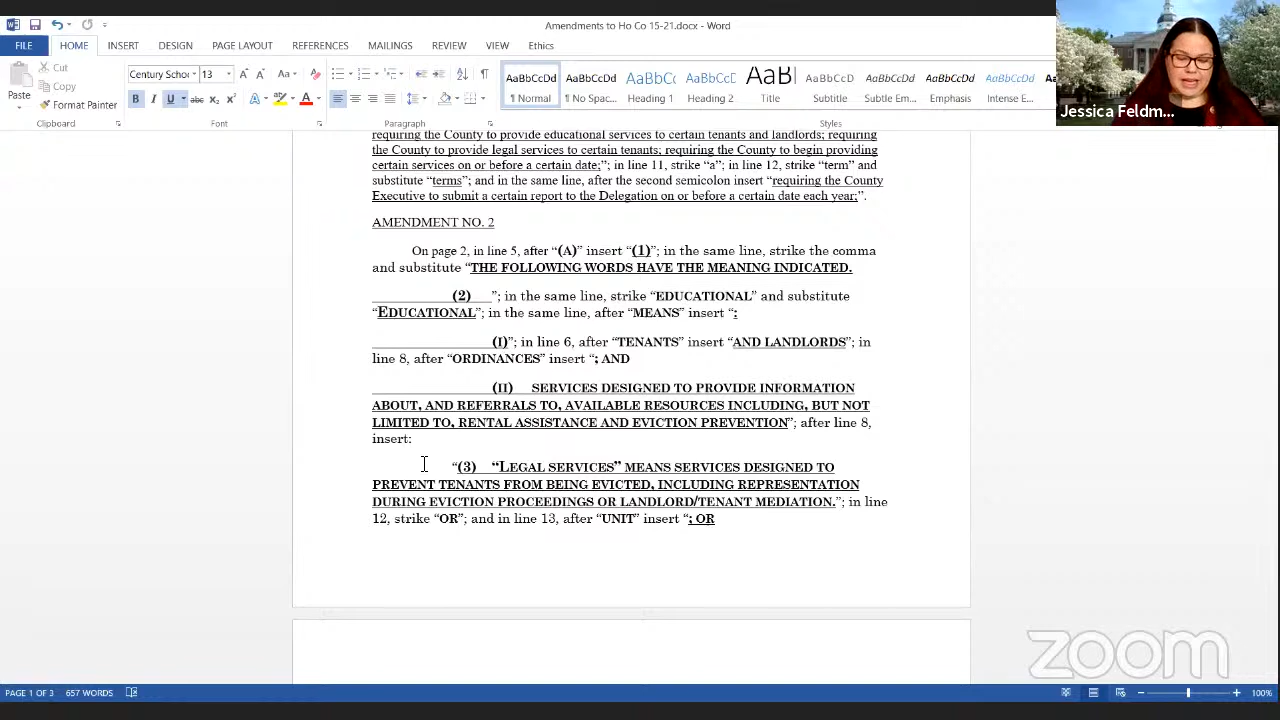 Amendments to Ho Co 15-21.docx - Word
FILE HOME INSERT DESIGN PAGE LAYOUT REFERENCES MAILINGS REVIEW VIEW Ethics
Paste
Cut
Copy
Format Painter
Clipboard
Century Schoo 13
Font
Paragraph
AaBbCcDd AaBbCcDd AaBbCc AaBbCcC AaB AaBbCcC AaBbCcDd AaBbCcDd AaBbCcDd
¶ Normal ¶ No Spac... Heading 1 Heading 2 Title Subtitle Subtle Em... Emphasis Intense E...
Styles
Jessica Feldm...
requiring the County to provide educational services to certain tenants and landlords; requiring
the County to provide legal services to certain tenants; requiring the County to begin providing
certain services on or before a certain date;”; in line 11, strike “a”; in line 12, strike “term” and
substitute “terms”; and in the same line, after the second semicolon insert “requiring the County
Executive to submit a certain report to the Delegation on or before a certain date each year;”.
AMENDMENT NO. 2
On page 2, in line 5, after “(A)” insert “(1)”; in the same line, strike the comma
and substitute “THE FOLLOWING WORDS HAVE THE MEANING INDICATED.
(2) ”; in the same line, strike “EDUCATIONAL” and substitute
“EDUCATIONAL”; in the same line, after “MEANS” insert “:
(I)”; in line 6, after “TENANTS” insert “AND LANDLORDS”; in
line 8, after “ORDINANCES” insert “; AND
(II) SERVICES DESIGNED TO PROVIDE INFORMATION
ABOUT, AND REFERRALS TO, AVAILABLE RESOURCES INCLUDING, BUT NOT
LIMITED TO, RENTAL ASSISTANCE AND EVICTION PREVENTION”; after line 8,
insert:
“(3) “LEGAL SERVICES” MEANS SERVICES DESIGNED TO
PREVENT TENANTS FROM BEING EVICTED, INCLUDING REPRESENTATION
DURING EVICTION PROCEEDINGS OR LANDLORD/TENANT MEDIATION.”; in line
12, strike “OR”; and in line 13, after “UNIT” insert “; OR
zoom
PAGE 1 OF 3 657 WORDS 100%